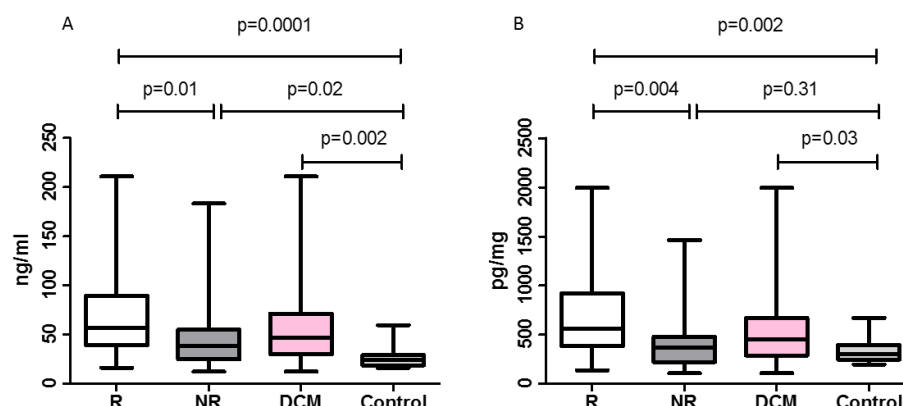 A
p=0.0001
p=0.01
p=0.02
p=0.002
250
200
150
100
50
0
ng/ml
R NR DCM Control
B
p=0.002
p=0.004
p=0.31
p=0.03
2500
2000
1500
1000
500
0
pg/mg
R NR DCM Control